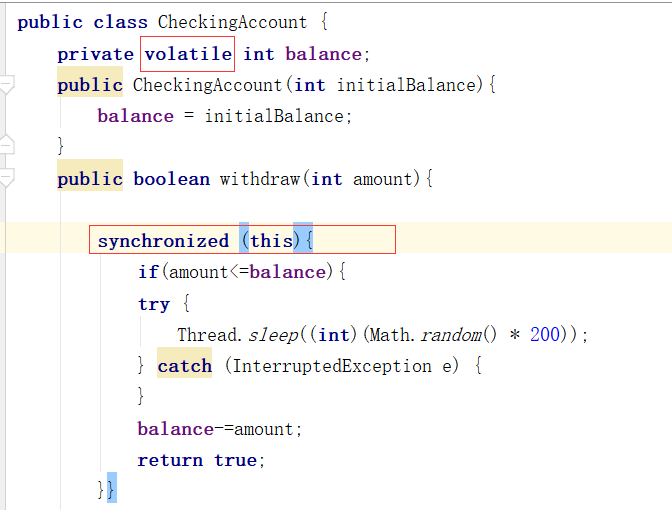 public class CheckingAccount {
private volatile int balance;
public CheckingAccount(int initialBalance){
balance = initialBalance;
}
public boolean withdraw(int amount){
synchronized (this){
if(amount<=balance){
try {
Thread.sleep((int)(Math.random() * 200));
} catch (InterruptedException e) {
}
balance-=amount;
return true;
}}